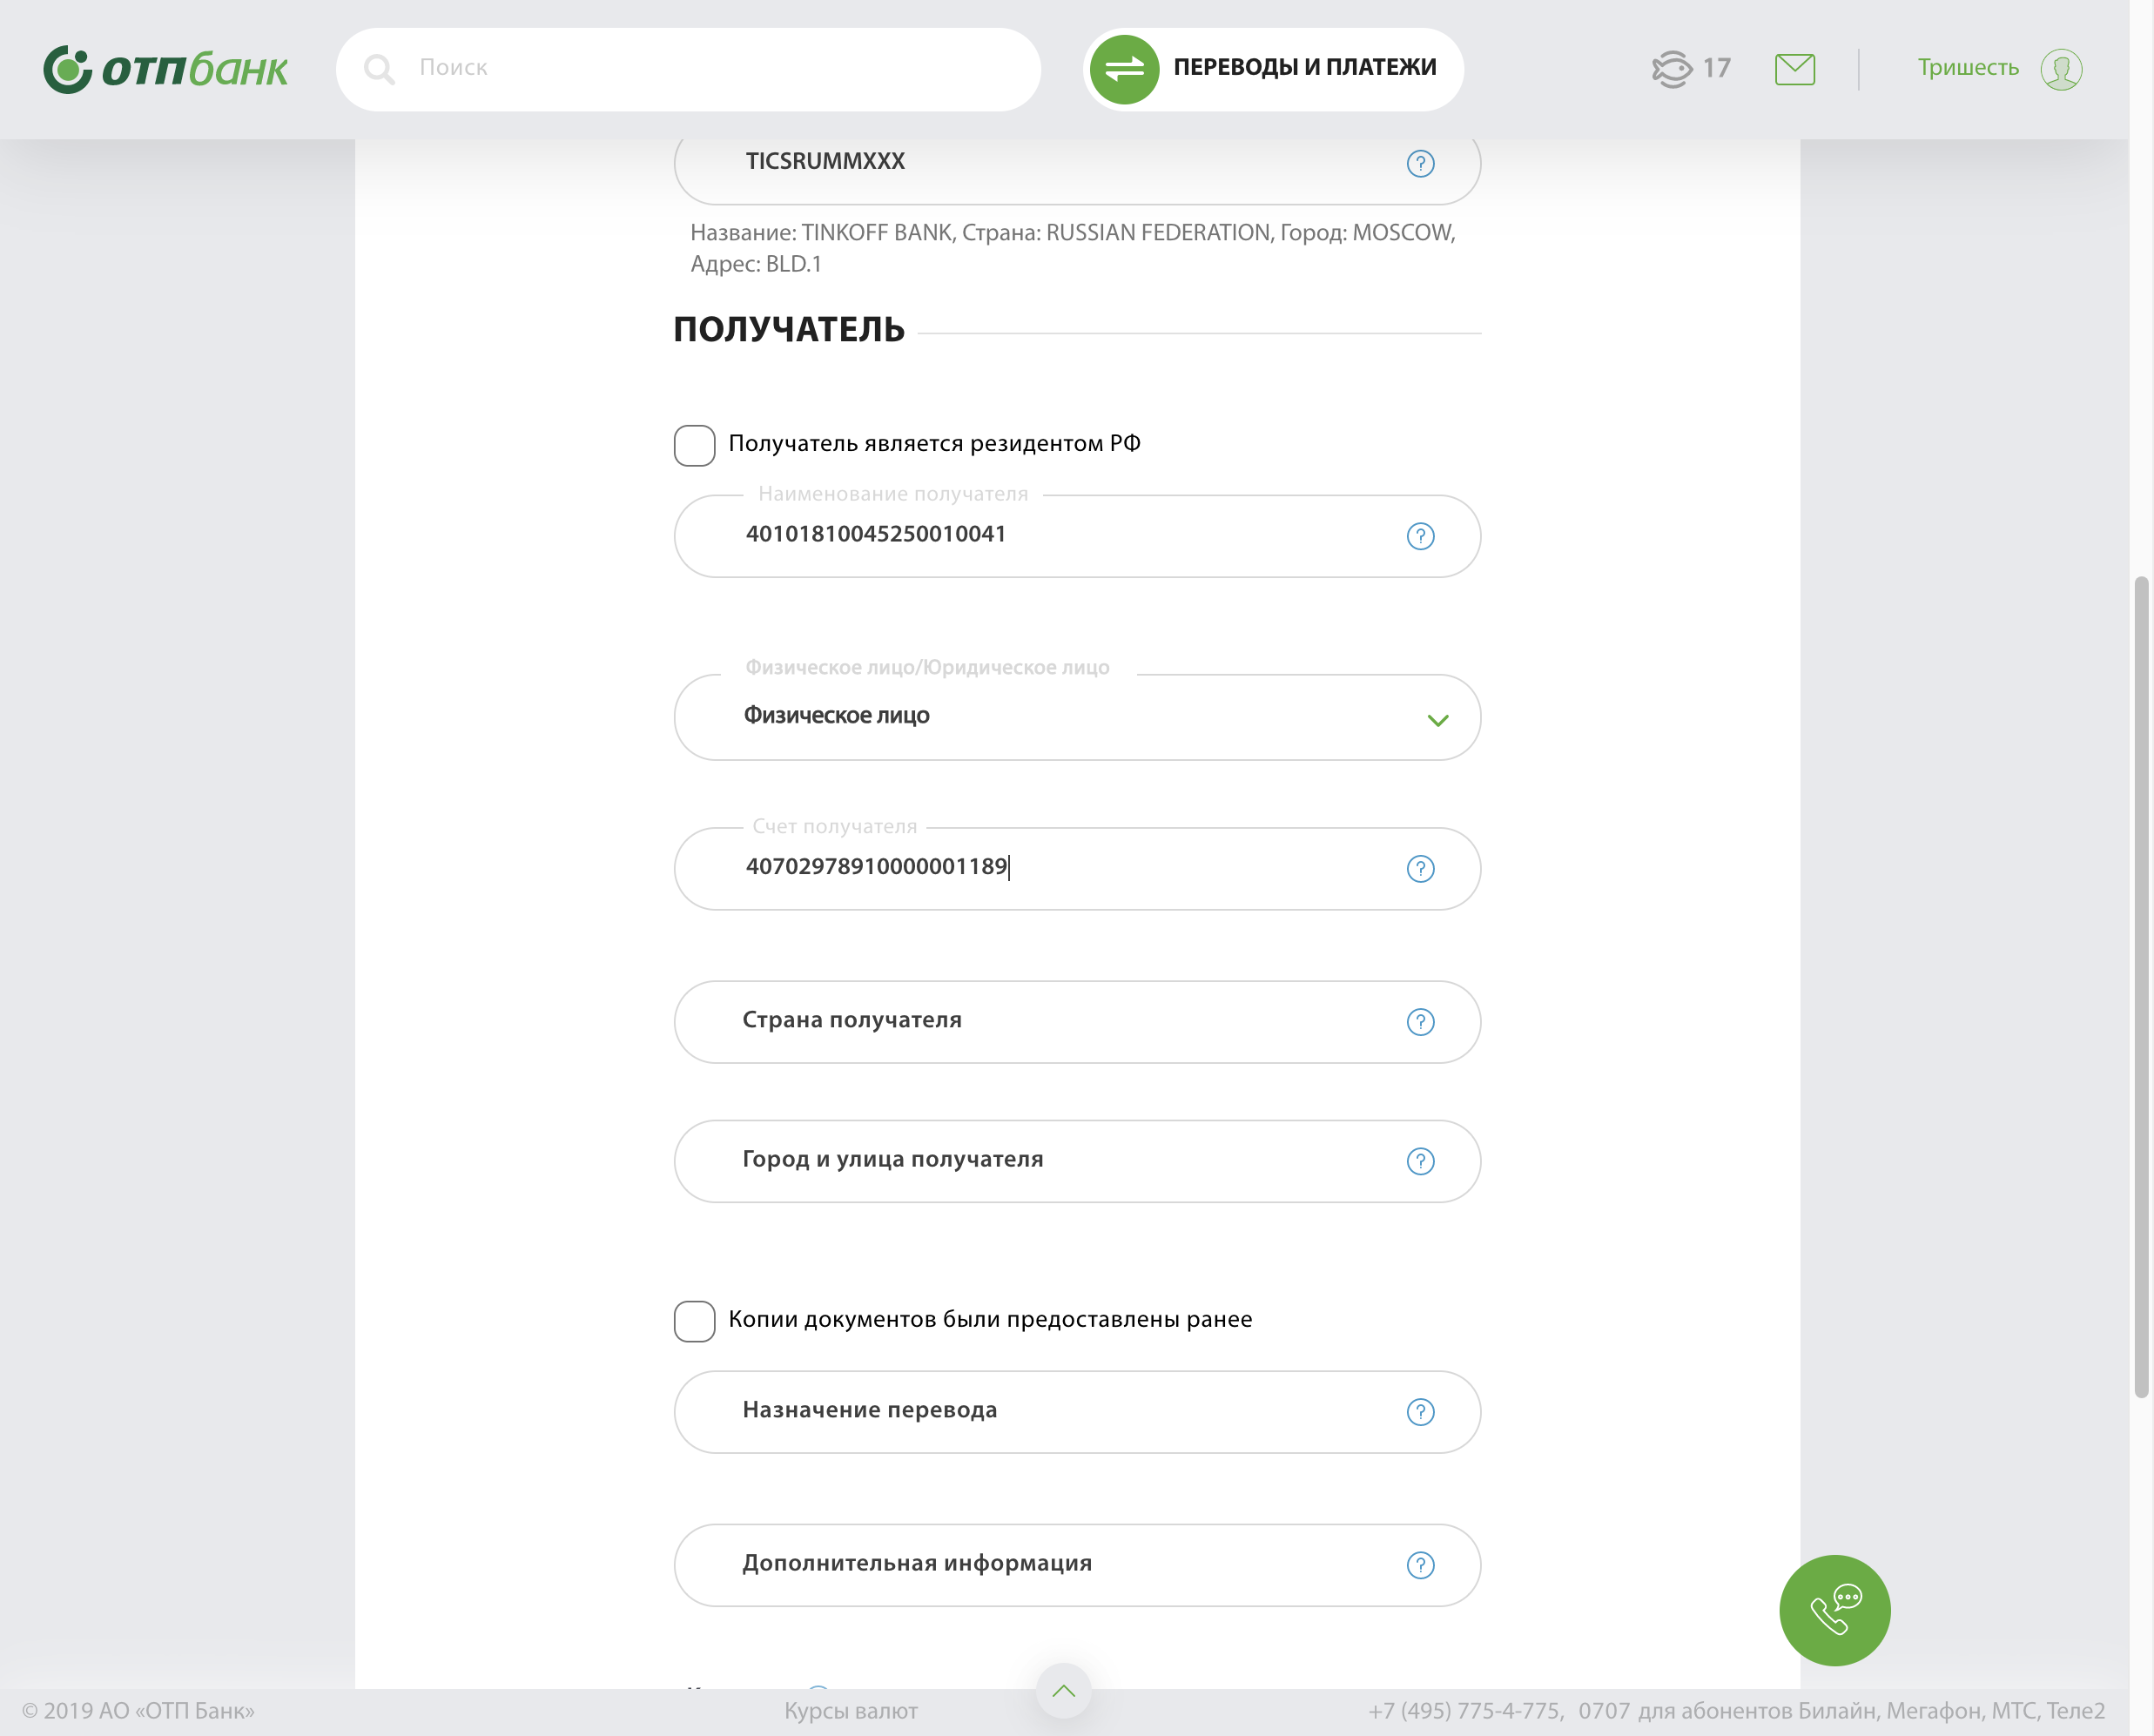 отпбанк
Поиск
ПЕРЕВОДЫ И ПЛАТЕЖИ
17
Тришесть
TICSRUMMXXX
?
Название: TINKOFF BANK, Страна: RUSSIAN FEDERATION, Город: MOSCOW,
Адрес: BLD.1
ПОЛУЧАТЕЛЬ
Получатель является резидентом РФ
Наименование получателя
40101810045250010041
?
Физическое лицо/Юридическое лицо
Физическое лицо
Счет получателя
40702978910000001189
?
Страна получателя
?
Город и улица получателя
?
Копии документов были предоставлены ранее
Назначение перевода
?
Дополнительная информация
?
© 2019 АО «ОТП Банк»
Курсы валют
+7 (495) 775-4-775, 0707 для абонентов Билайн, Мегафон, МТС, Теле2